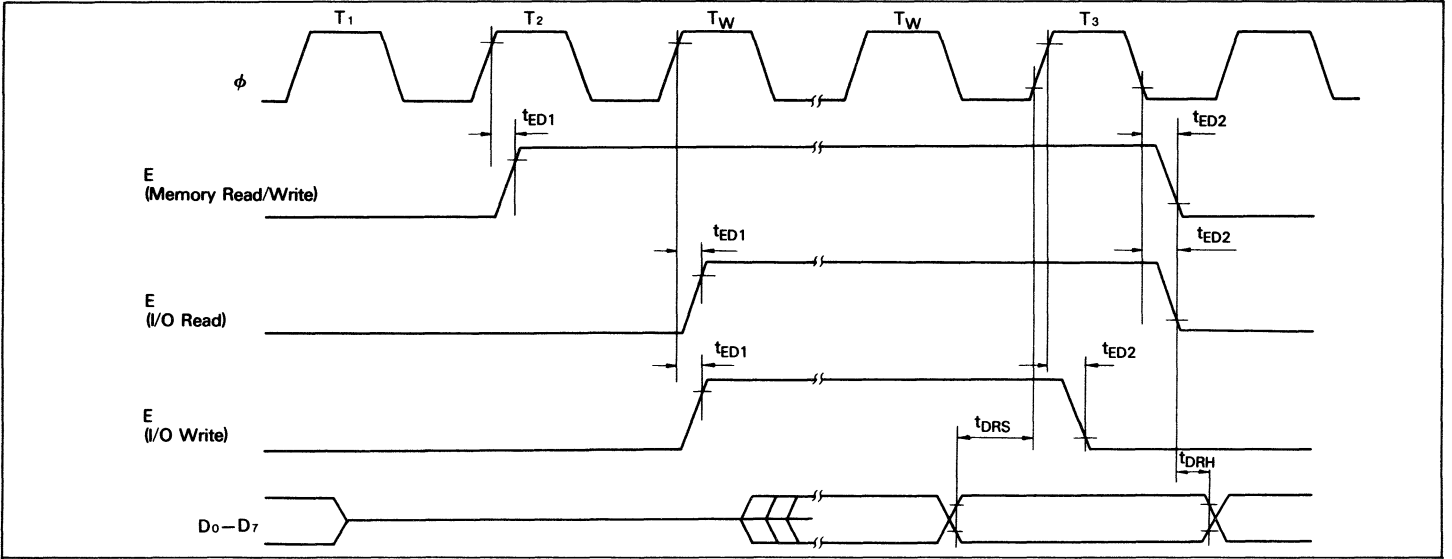 T1 T2 TW TW T3
φ
tED1 tED2
E
(Memory Read/Write)
tED1 tED2
E
(I/O Read)
tED1 tED2
E
(I/O Write)
tDRS
tDRH
D0–D7